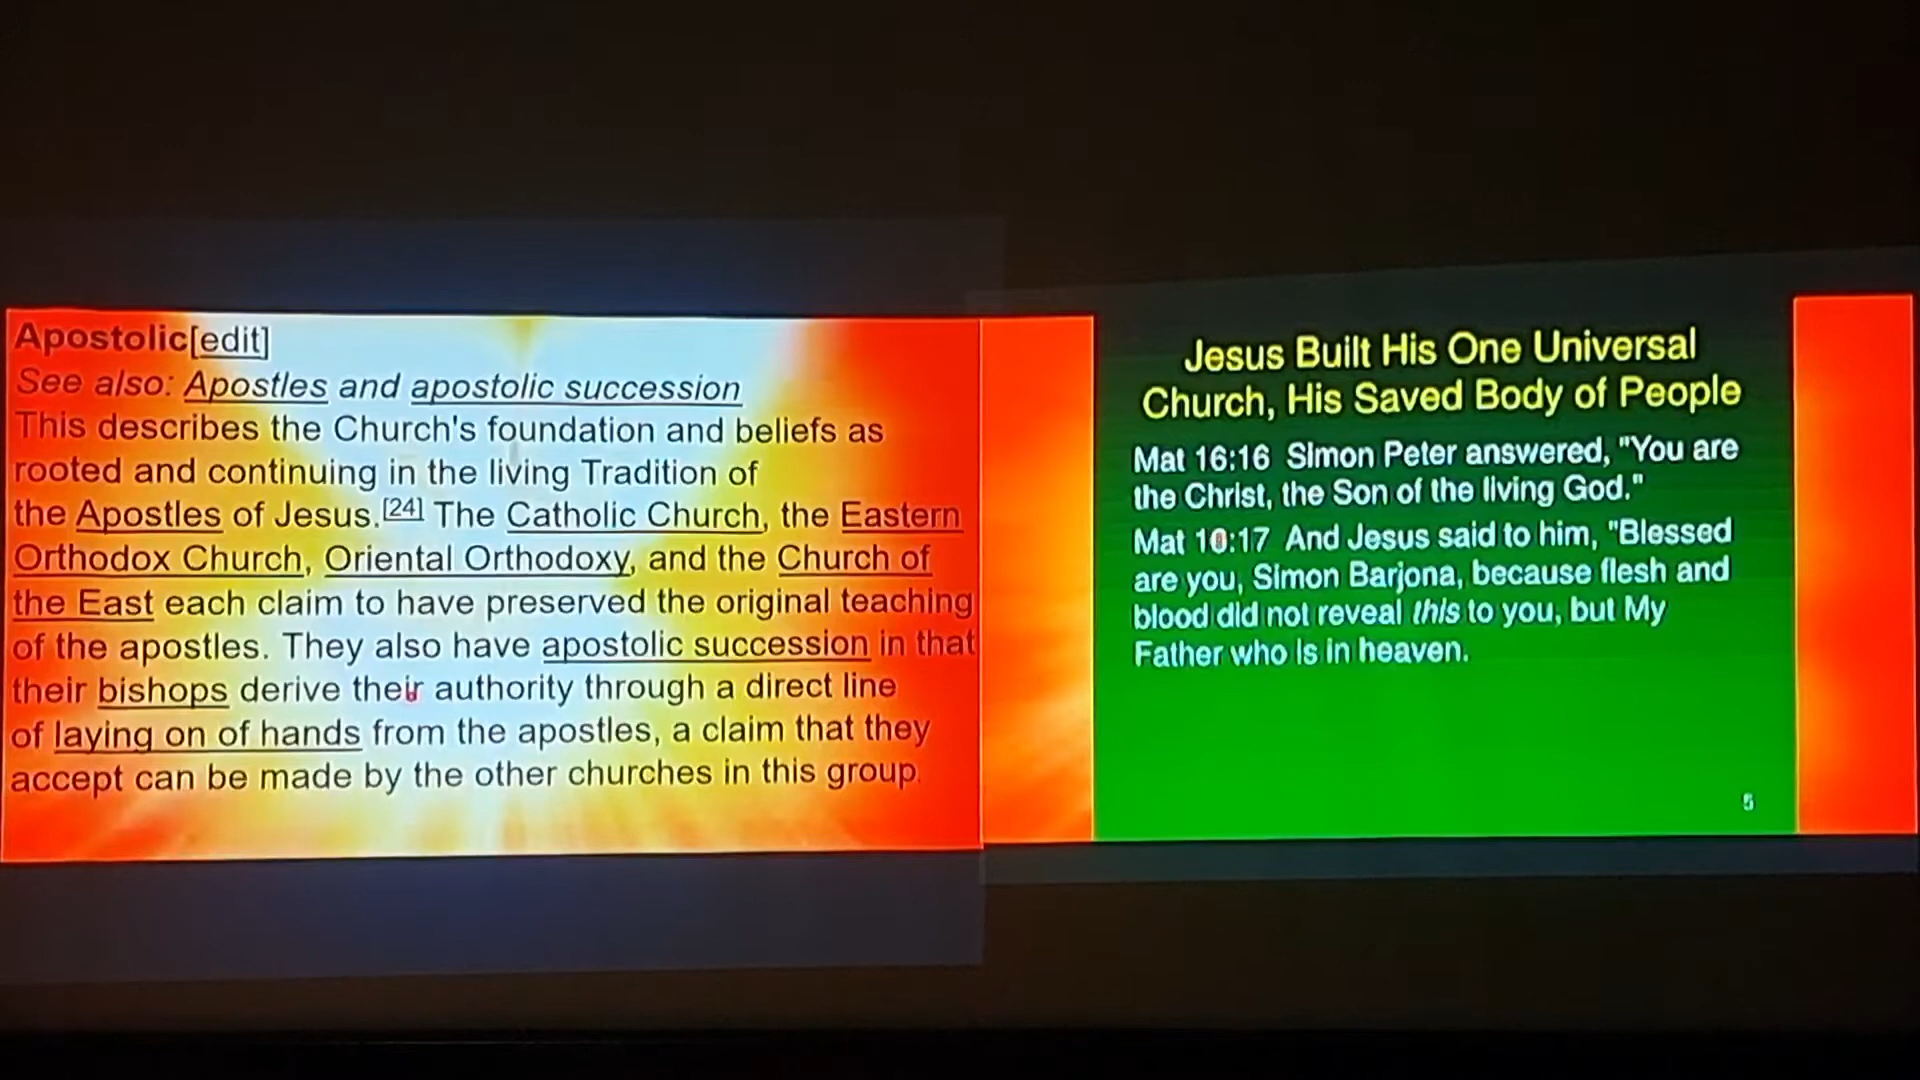 Apostolic[edit]
See also: Apostles and apostolic succession
This describes the Church's foundation and beliefs as
rooted and continuing in the living Tradition of
the Apostles of Jesus.[24] The Catholic Church, the Eastern
Orthodox Church, Oriental Orthodoxy, and the Church of
the East each claim to have preserved the original teaching
of the apostles. They also have apostolic succession in that
their bishops derive their authority through a direct line
of laying on of hands from the apostles, a claim that they
accept can be made by the other churches in this group.
Jesus Built His One Universal
Church, His Saved Body of People
Mat 16:16 Simon Peter answered, "You are
the Christ, the Son of the living God."
Mat 16:17 And Jesus said to him, "Blessed
are you, Simon Barjona, because flesh and
blood did not reveal this to you, but My
Father who is in heaven.
5